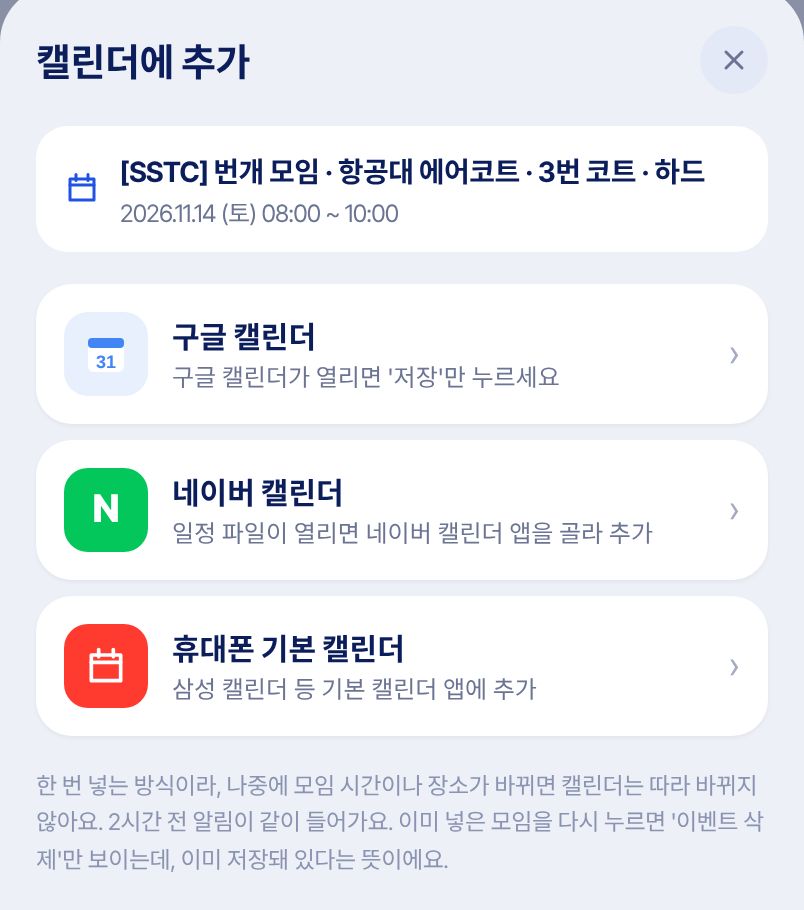 캘린더에 추가
[SSTC] 번개 모임 · 항공대 에어코트 · 3번 코트 · 하드
2026.11.14 (토) 08:00 ~ 10:00
31
구글 캘린더
구글 캘린더가 열리면 '저장'만 누르세요
N
네이버 캘린더
일정 파일이 열리면 네이버 캘린더 앱을 골라 추가
휴대폰 기본 캘린더
삼성 캘린더 등 기본 캘린더 앱에 추가
한 번 넣는 방식이라, 나중에 모임 시간이나 장소가 바뀌면 캘린더는 따라 바뀌지
않아요. 2시간 전 알림이 같이 들어가요. 이미 넣은 모임을 다시 누르면 '이벤트 삭
제'만 보이는데, 이미 저장돼 있다는 뜻이에요.